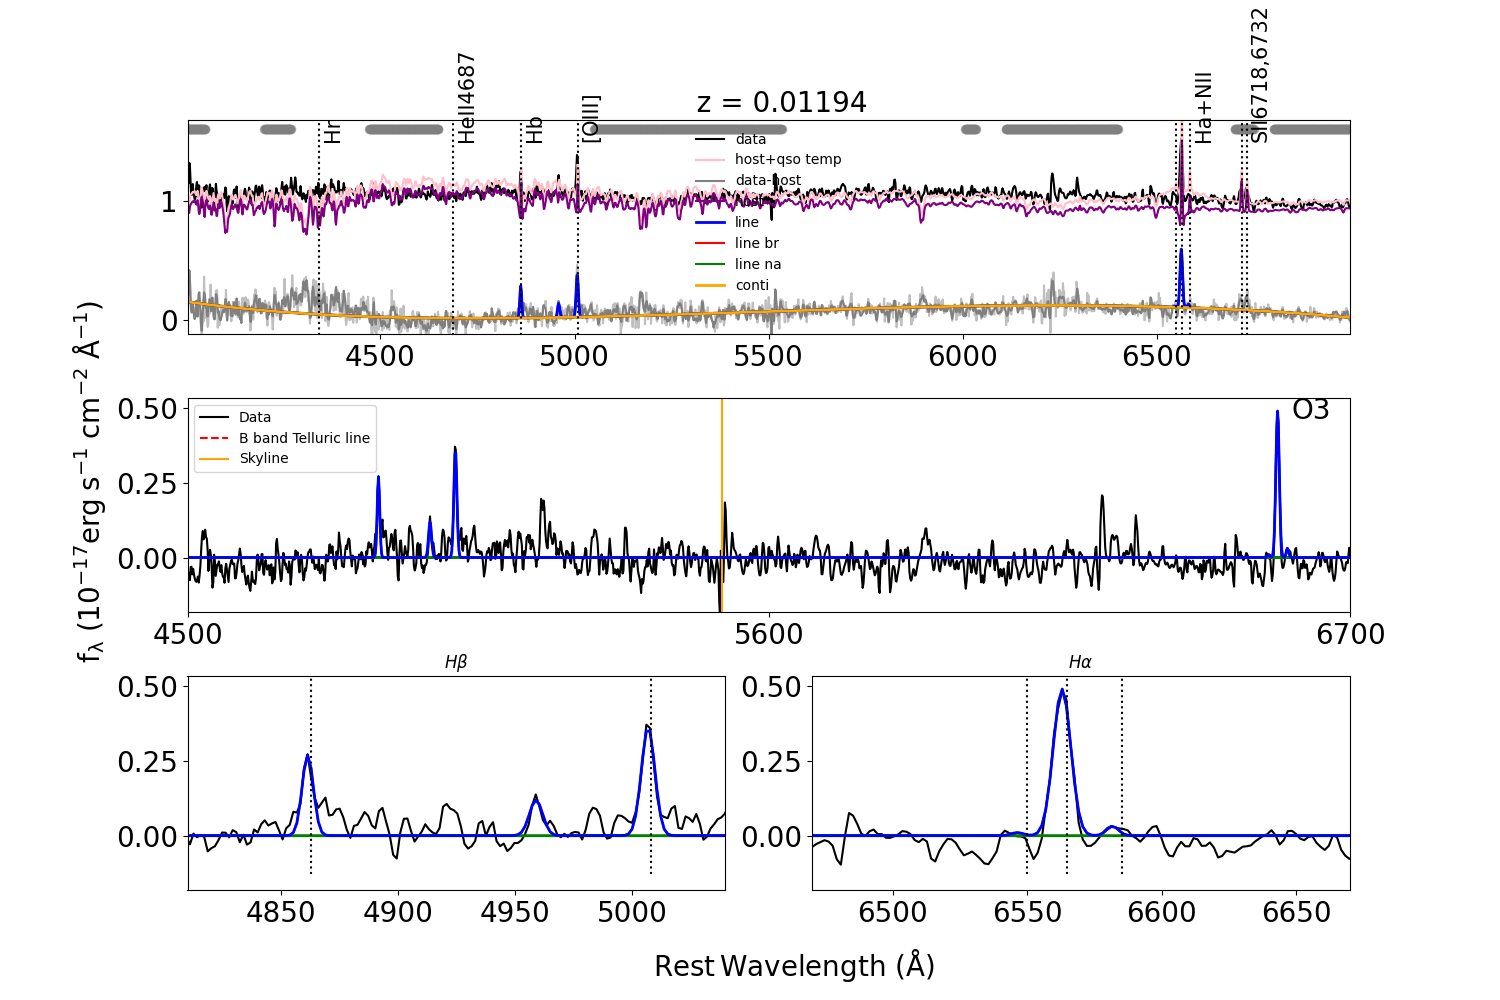 z = 0.01194
Hr
HeII4687
Hb
[OIII]
Ha+NII
SII6718,6732
data
host+qso temp
data-host
line
line br
line na
conti
1
0
4500
5000
5500
6000
6500
f_λ (10^−17 erg s^−1 cm^−2 Å^−1)
O3
Data
B band Telluric line
Skyline
0.50
0.25
0.00
4500
5600
6700
Hβ
0.50
0.25
0.00
4850
4900
4950
5000
Hα
0.50
0.25
0.00
6500
6550
6600
6650
Rest Wavelength (Å)